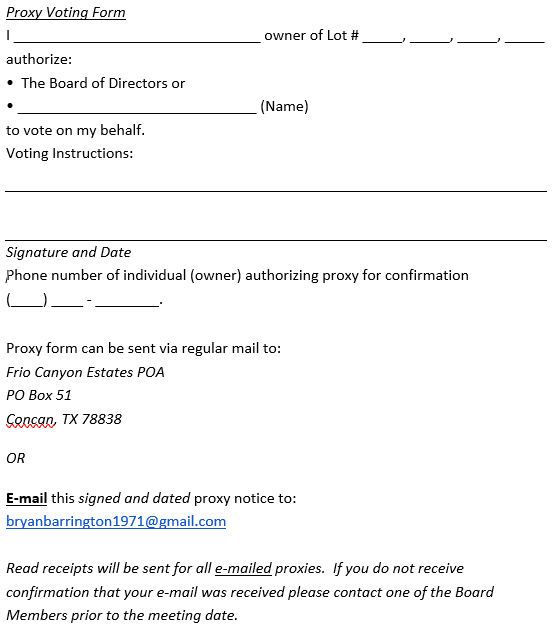 Proxy Voting Form
I ________________________________ owner of Lot # _____, _____, _____, _____
authorize:
• The Board of Directors or
• _______________________________ (Name)
to vote on my behalf.
Voting Instructions:
Signature and Date
Phone number of individual (owner) authorizing proxy for confirmation
(____) ____ - ________.
Proxy form can be sent via regular mail to:
Frio Canyon Estates POA
PO Box 51
Concan, TX 78838
OR
E-mail this signed and dated proxy notice to:
bryanbarrington1971@gmail.com
Read receipts will be sent for all e-mailed proxies.  If you do not receive
confirmation that your e-mail was received please contact one of the Board
Members prior to the meeting date.